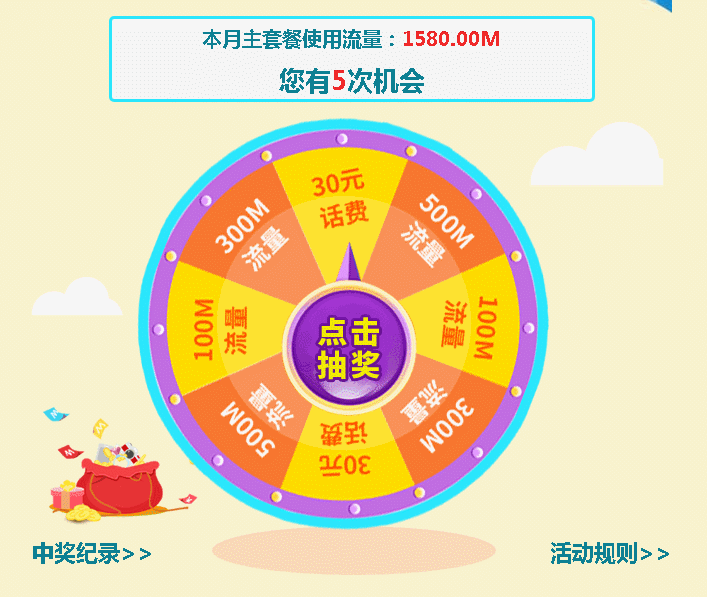 本月主套餐使用流量：1580.00M
您有5次机会
30元
话费
500M
流量
100M
流量
300M
流量
30元
话费
500M
流量
100M
流量
300M
流量
点击
抽奖
中奖纪录>>
活动规则>>